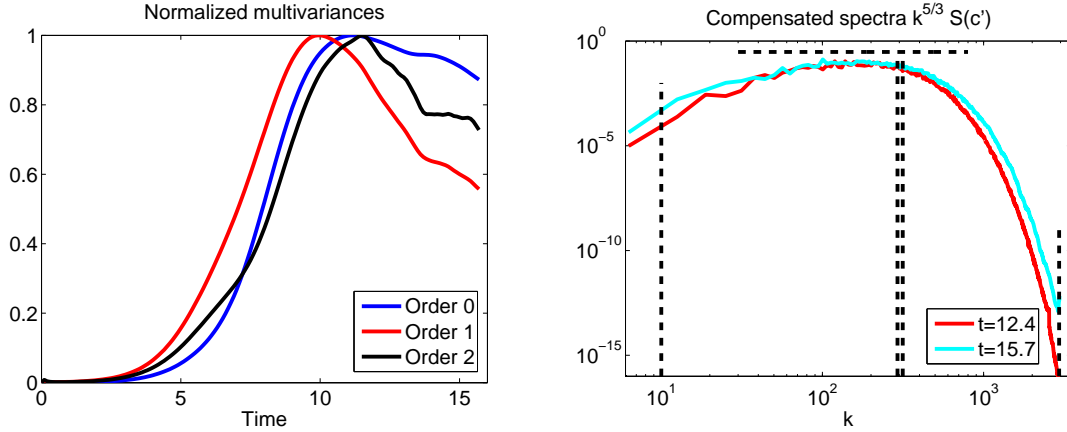 Normalized multivariances
1
0.8
0.6
0.4
0.2
0
0
5
10
15
Time
Order 0
Order 1
Order 2
Compensated spectra k^{5/3} S(c')
10^0
10^{-5}
10^{-10}
10^{-15}
10^1
10^2
10^3
k
t=12.4
t=15.7